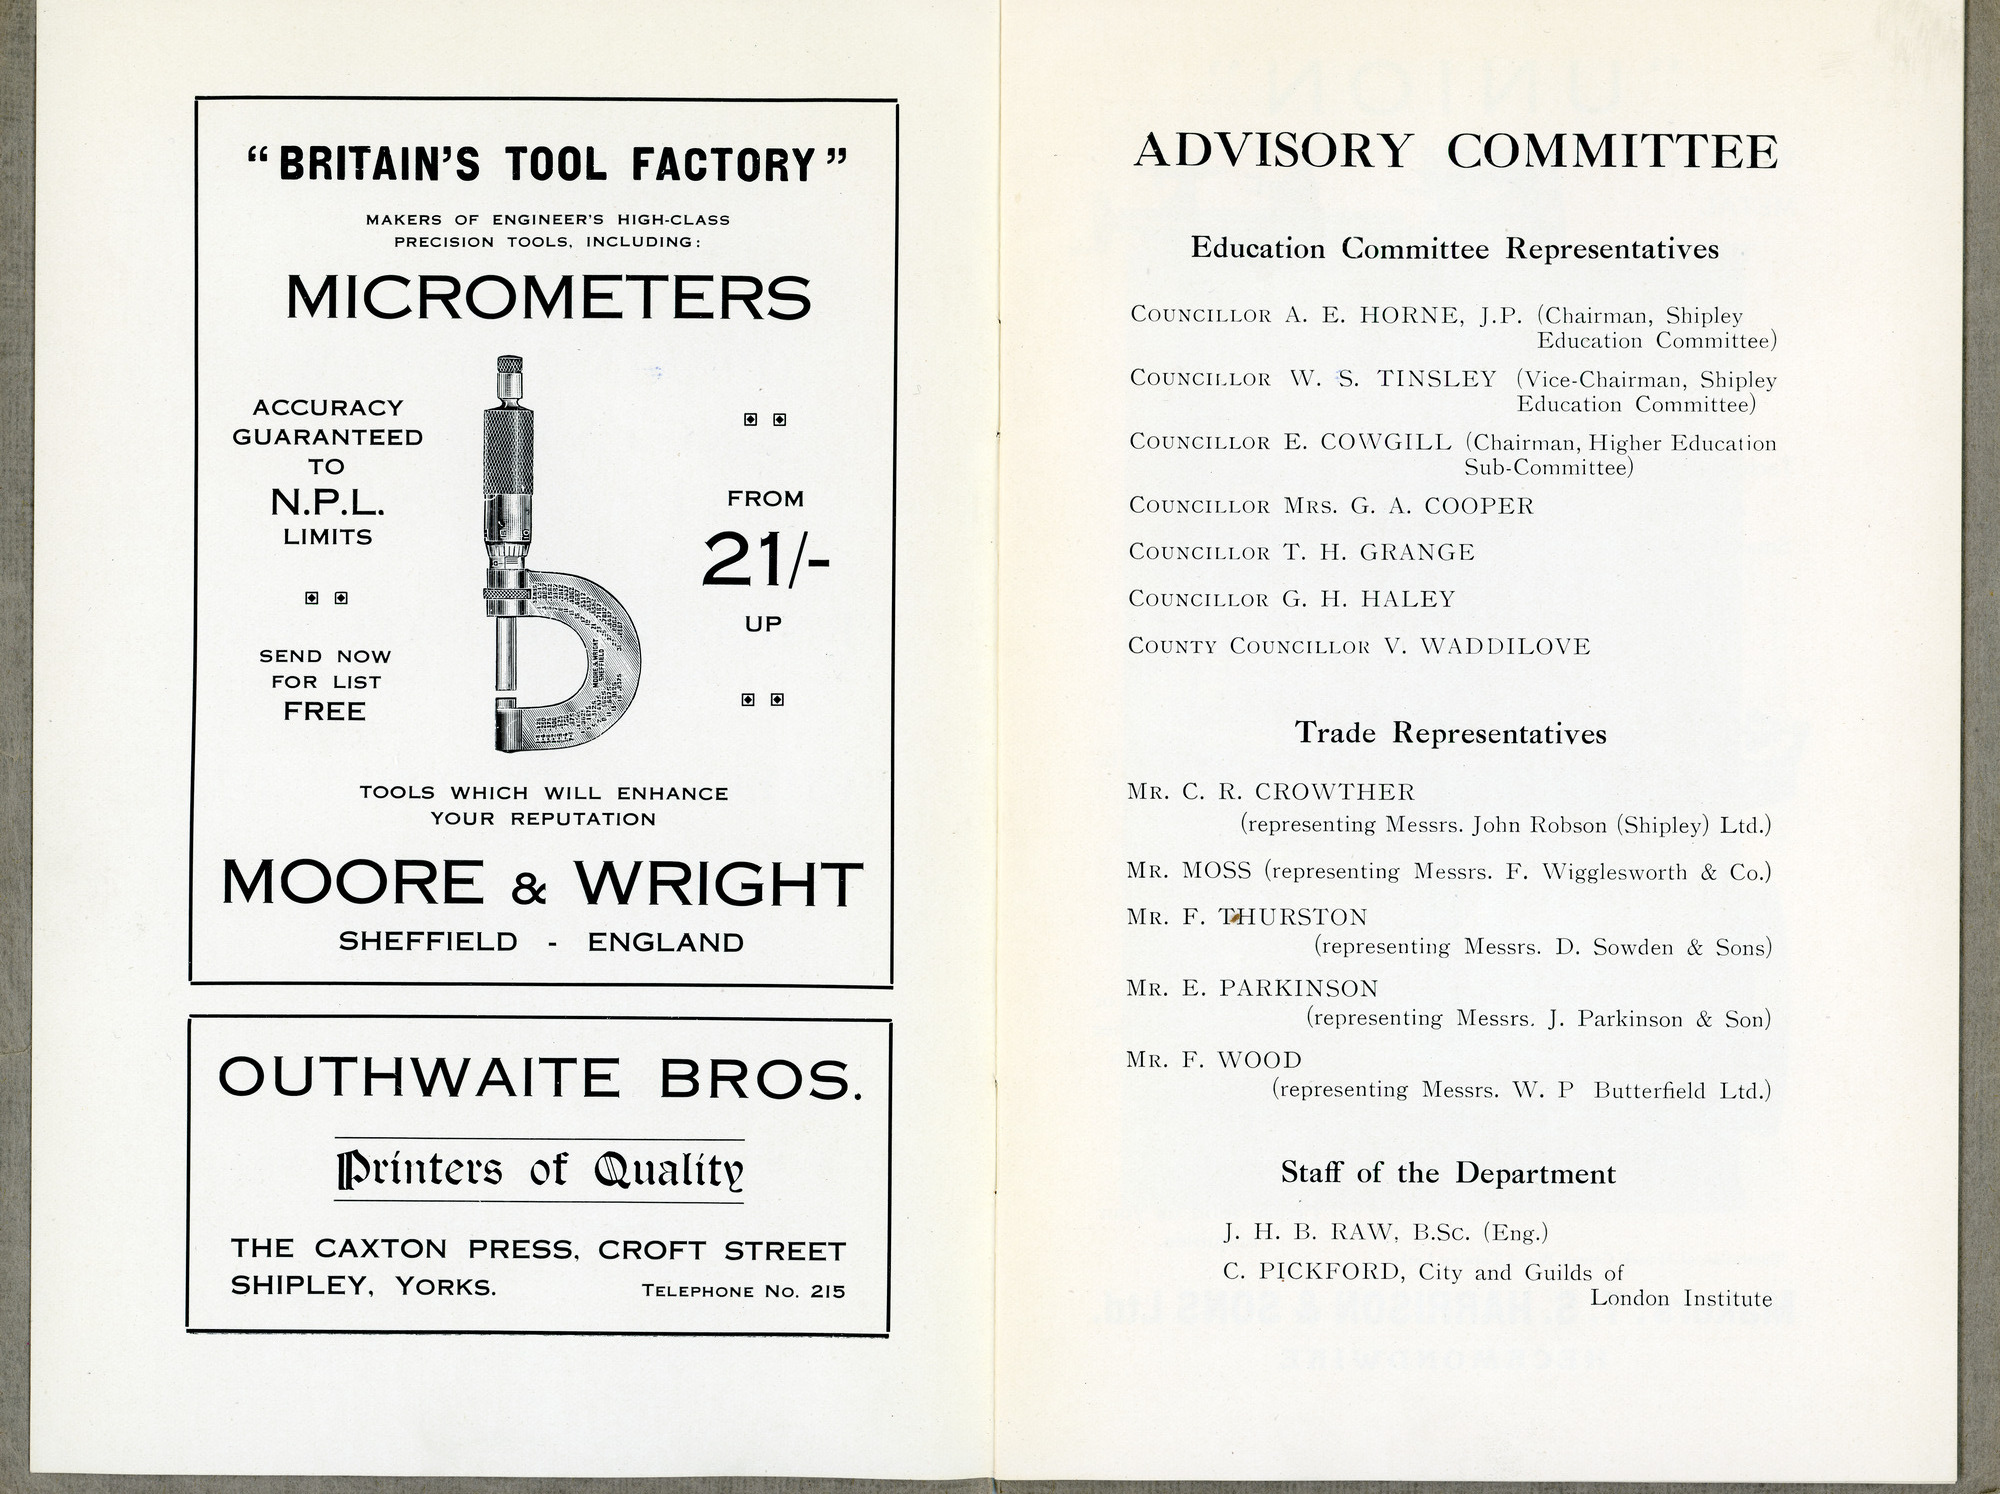 “BRITAIN'S TOOL FACTORY”
MAKERS OF ENGINEER'S HIGH-CLASS
PRECISION TOOLS, INCLUDING:
MICROMETERS
ACCURACY
GUARANTEED
TO
N.P.L.
LIMITS
SEND NOW
FOR LIST
FREE
MOORE & WRIGHT
SHEFFIELD
FROM
21/-
UP
TOOLS WHICH WILL ENHANCE
YOUR REPUTATION
MOORE & WRIGHT
SHEFFIELD - ENGLAND
OUTHWAITE BROS.
Printers of Quality
THE CAXTON PRESS, CROFT STREET
SHIPLEY, YORKS. TELEPHONE No. 215
ADVISORY COMMITTEE
Education Committee Representatives
COUNCILLOR A. E. HORNE, J.P. (Chairman, Shipley
Education Committee)
COUNCILLOR W. S. TINSLEY (Vice-Chairman, Shipley
Education Committee)
COUNCILLOR E. COWGILL (Chairman, Higher Education
Sub-Committee)
COUNCILLOR MRS. G. A. COOPER
COUNCILLOR T. H. GRANGE
COUNCILLOR G. H. HALEY
COUNTY COUNCILLOR V. WADDILOVE
Trade Representatives
MR. C. R. CROWTHER
(representing Messrs. John Robson (Shipley) Ltd.)
MR. MOSS (representing Messrs. F. Wigglesworth & Co.)
MR. F. THURSTON
(representing Messrs. D. Sowden & Sons)
MR. E. PARKINSON
(representing Messrs. J. Parkinson & Son)
MR. F. WOOD
(representing Messrs. W. P Butterfield Ltd.)
Staff of the Department
J. H. B. RAW, B.Sc. (Eng.)
C. PICKFORD, City and Guilds of
London Institute